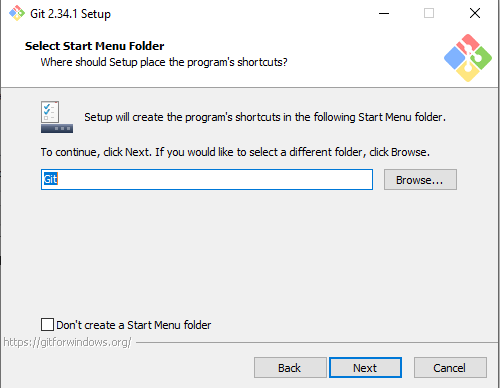 Git 2.34.1 Setup
Select Start Menu Folder
Where should Setup place the program's shortcuts?
Setup will create the program's shortcuts in the following Start Menu folder.
To continue, click Next. If you would like to select a different folder, click Browse.
Git
Browse...
Don't create a Start Menu folder
https://gitforwindows.org/
Back
Next
Cancel